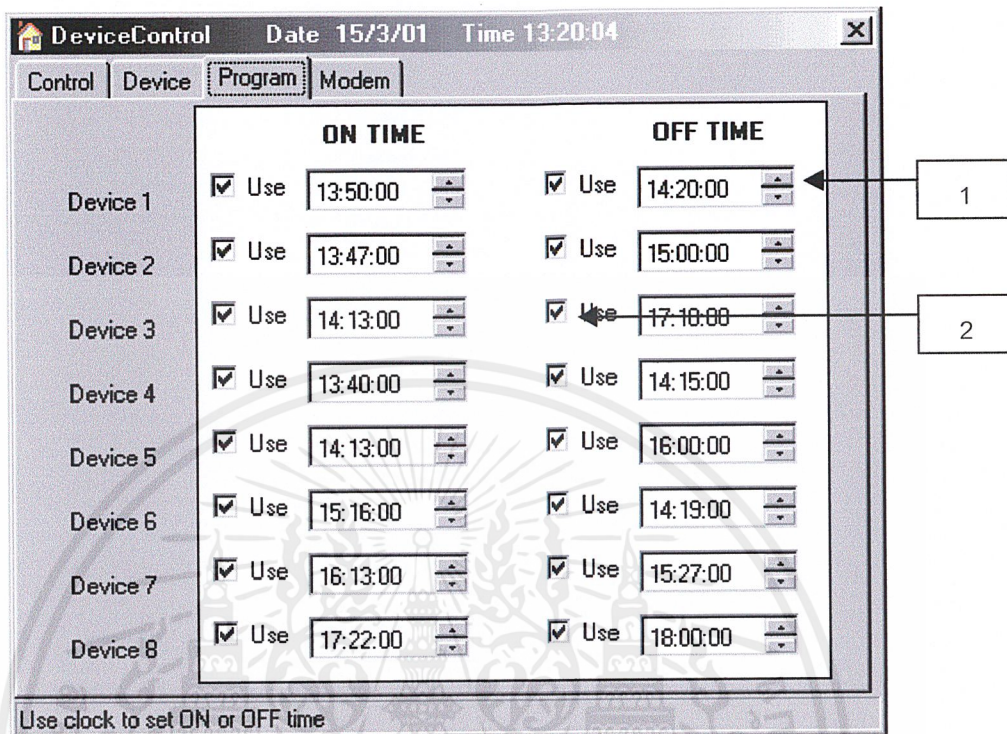 DeviceControl Date 15/3/01 Time 13:20:04
Control Device Program Modem
ON TIME OFF TIME
Device 1 Use 13:50:00 Use 14:20:00
1
Device 2 Use 13:47:00 Use 15:00:00
Device 3 Use 14:13:00 Use 17:10:00
2
Device 4 Use 13:40:00 Use 14:15:00
Device 5 Use 14:13:00 Use 16:00:00
Device 6 Use 15:16:00 Use 14:19:00
Device 7 Use 16:13:00 Use 15:27:00
Device 8 Use 17:22:00 Use 18:00:00
Use clock to set ON or OFF time